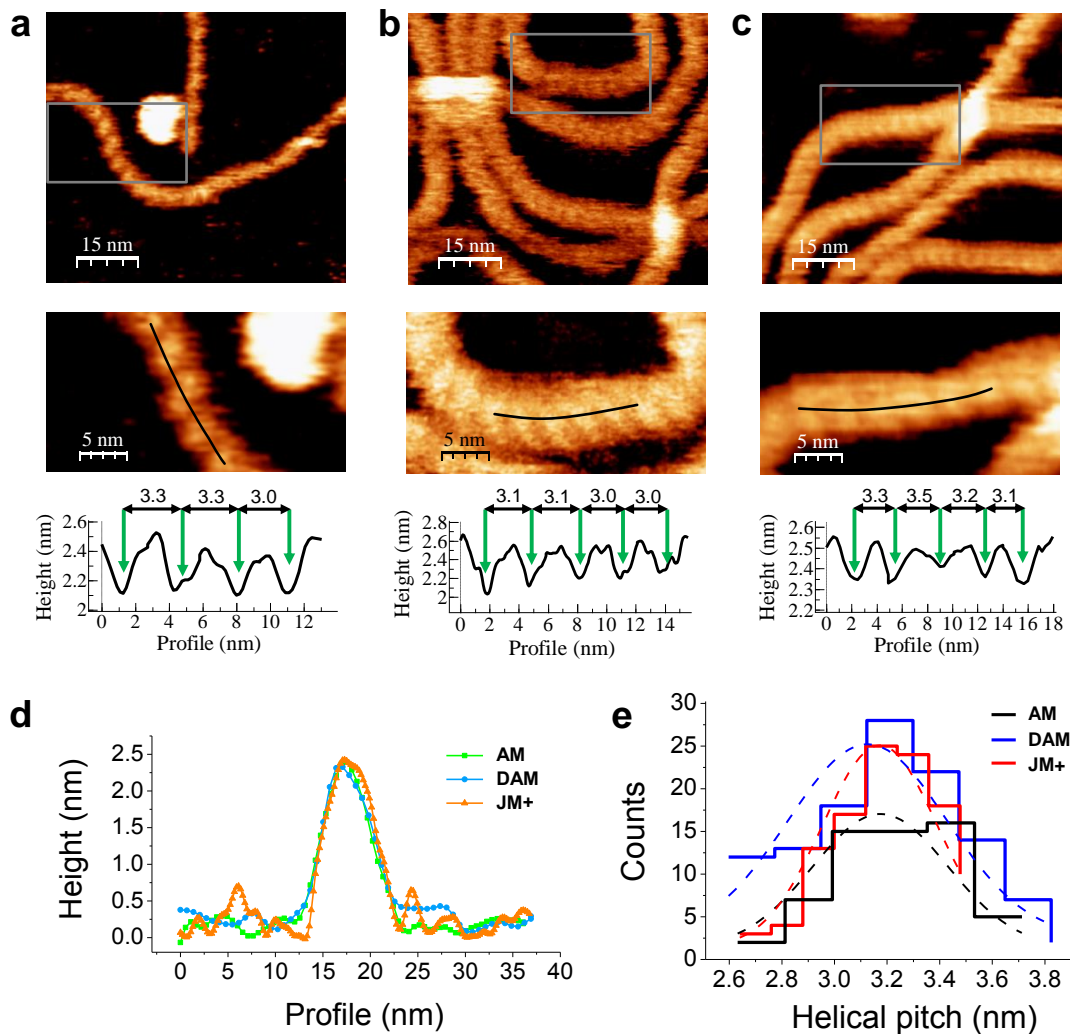 a b c
15 nm 15 nm 15 nm
5 nm 5 nm 5 nm
3.3 3.3 3.0
2.6
2.4
2.2
2
Height (nm)
0 2 4 6 8 10 12
Profile (nm)
3.1 3.1 3.0 3.0
2.8
2.6
2.4
2.2
2
Height (nm)
0 2 4 6 8 10 12 14
Profile (nm)
3.3 3.5 3.2 3.1
2.6
2.5
2.4
2.3
2.2
Height (nm)
0 2 4 6 8 10 12 14 16 18
Profile (nm)
d
2.5
2.0
1.5
1.0
0.5
0.0
Height (nm)
AM
DAM
JM+
0 5 10 15 20 25 30 35 40
Profile (nm)
e
30
25
20
15
10
5
0
Counts
AM
DAM
JM+
2.6 2.8 3.0 3.2 3.4 3.6 3.8
Helical pitch (nm)